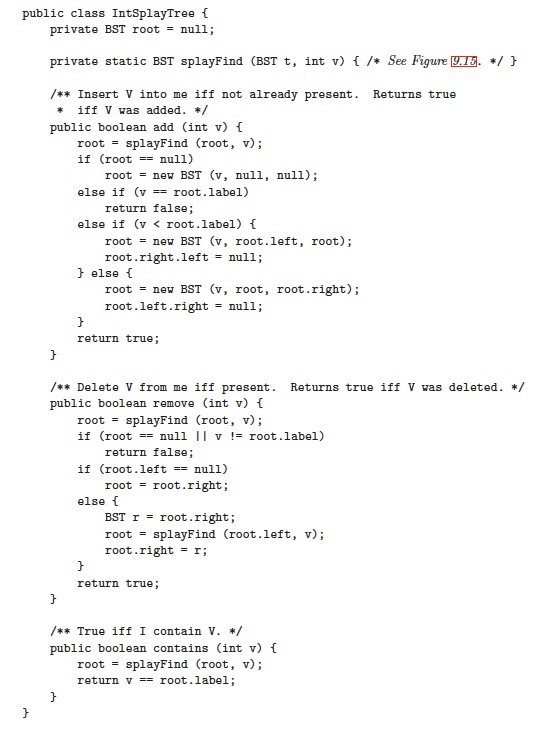 public class IntSplayTree {
    private BST root = null;

    private static BST splayFind (BST t, int v) { /* See Figure 9.15. */ }

    /** Insert V into me iff not already present.  Returns true
     *  iff V was added. */
    public boolean add (int v) {
        root = splayFind (root, v);
        if (root == null)
            root = new BST (v, null, null);
        else if (v == root.label)
            return false;
        else if (v < root.label) {
            root = new BST (v, root.left, root);
            root.right.left = null;
        } else {
            root = new BST (v, root, root.right);
            root.left.right = null;
        }
        return true;
    }

    /** Delete V from me iff present.  Returns true iff V was deleted. */
    public boolean remove (int v) {
        root = splayFind (root, v);
        if (root == null || v != root.label)
            return false;
        if (root.left == null)
            root = root.right;
        else {
            BST r = root.right;
            root = splayFind (root.left, v);
            root.right = r;
        }
        return true;
    }

    /** True iff I contain V. */
    public boolean contains (int v) {
        root = splayFind (root, v);
        return v == root.label;
    }
}